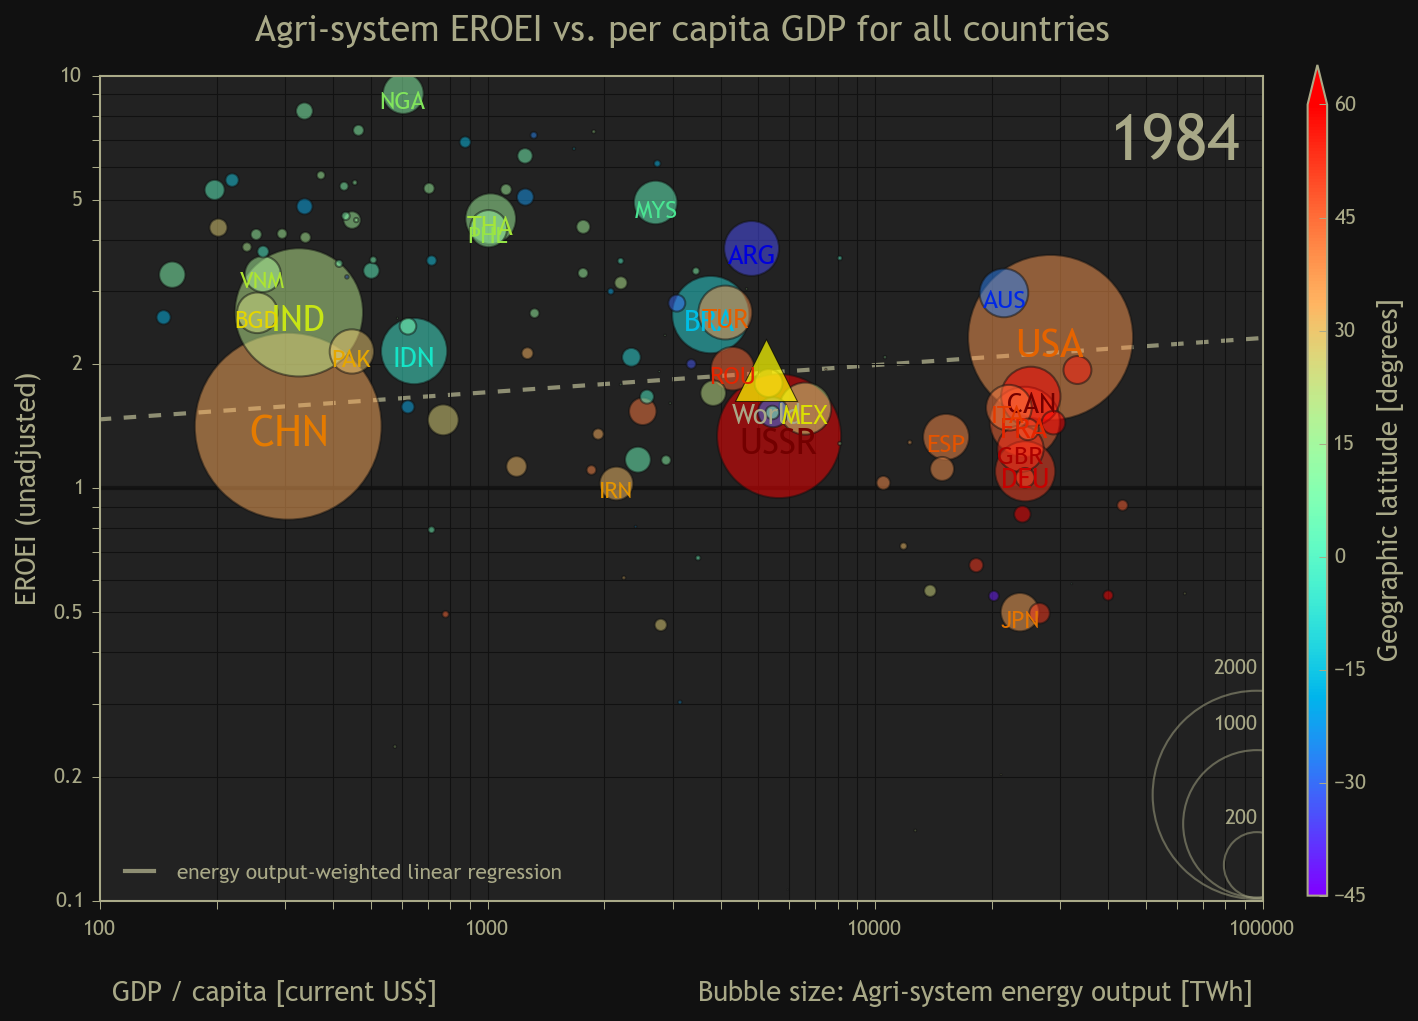 Agri-system EROEI vs. per capita GDP for all countries
1984
EROEI (unadjusted)
10
5
2
1
0.5
0.2
0.1
NGA
THA
PHL
MYS
ARG
VNM
BGD
IND
PAK
IDN
CHN
TUR
ROU
MEX
USSR
IRN
AUS
USA
CAN
ESP
GBR
DEU
JPN
2000
1000
200
energy output-weighted linear regression
100
1000
10000
100000
GDP / capita [current US$]
Bubble size: Agri-system energy output [TWh]
60
45
30
15
0
−15
−30
−45
Geographic latitude [degrees]